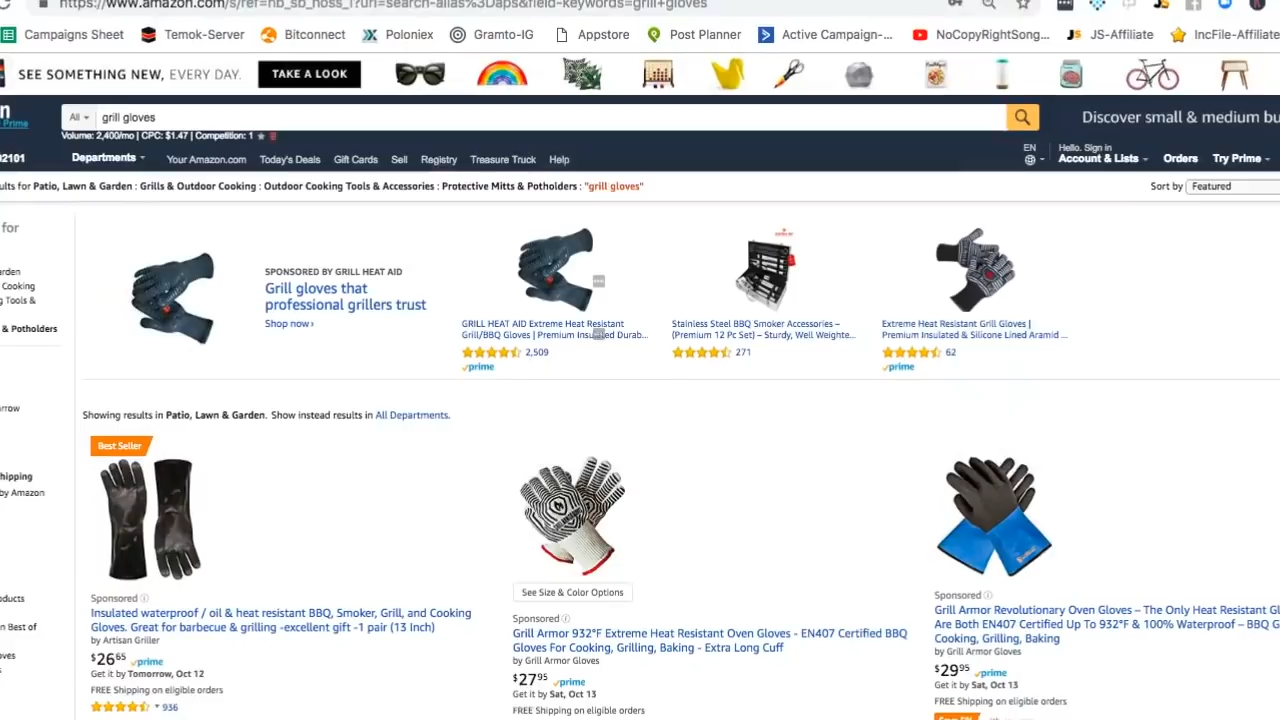 https://www.amazon.com/s/ref=nb_sb_noss_1?url=search-alias%3Daps&field-keywords=grill+gloves
Campaigns Sheet Temok-Server Bitconnect Poloniex Gramto-IG Appstore Post Planner Active Campaign-... NoCopyRightSong... JS-Affiliate IncFile-Affiliate
SEE SOMETHING NEW, EVERY DAY. TAKE A LOOK
All grill gloves Discover small & medium bu
Prime
Volume: 2,400/mo | CPC: $1.47 | Competition: 1
EN Hello. Sign in
02101 Departments Your Amazon.com Today's Deals Gift Cards Sell Registry Treasure Truck Help Account & Lists Orders Try Prime
ults for Patio, Lawn & Garden : Grills & Outdoor Cooking : Outdoor Cooking Tools & Accessories : Protective Mitts & Potholders : "grill gloves" Sort by Featured
for
arden
Cooking
Tools &
& Potholders
SPONSORED BY GRILL HEAT AID
Grill gloves that
professional grillers trust
Shop now ›
GRILL HEAT AID Extreme Heat Resistant
Grill/BBQ Gloves | Premium Insulated Durab...
2,509
prime
Stainless Steel BBQ Smoker Accessories –
(Premium 12 Pc Set) – Sturdy, Well Weighte...
271
Extreme Heat Resistant Grill Gloves |
Premium Insulated & Silicone Lined Aramid ...
62
prime
Showing results in Patio, Lawn & Garden. Show instead results in All Departments.
arrow
hipping
by Amazon
oducts
n Best of
oves
Best Seller
Sponsored
Insulated waterproof / oil & heat resistant BBQ, Smoker, Grill, and Cooking
Gloves. Great for barbecue & grilling -excellent gift -1 pair (13 Inch)
by Artisan Griller
$26 65 prime
Get it by Tomorrow, Oct 12
FREE Shipping on eligible orders
936
See Size & Color Options
Sponsored
Grill Armor 932°F Extreme Heat Resistant Oven Gloves - EN407 Certified BBQ
Gloves For Cooking, Grilling, Baking - Extra Long Cuff
by Grill Armor Gloves
$27 95 prime
Get it by Sat, Oct 13
FREE Shipping on eligible orders
Sponsored
Grill Armor Revolutionary Oven Gloves – The Only Heat Resistant Gl
Are Both EN407 Certified Up To 932°F & 100% Waterproof – BBQ G
Cooking, Grilling, Baking
by Grill Armor Gloves
$29 95 prime
Get it by Sat, Oct 13
FREE Shipping on eligible orders